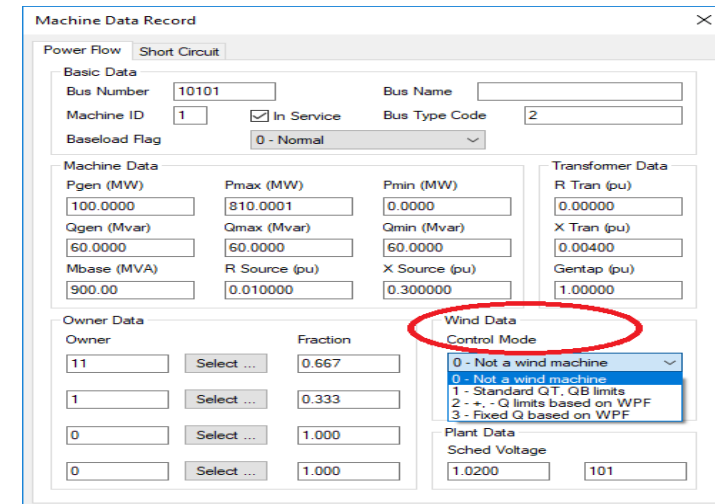 Machine Data Record
Power Flow Short Circuit
Basic Data
Bus Number 10101 Bus Name
Machine ID 1 In Service Bus Type Code 2
Baseload Flag 0 - Normal
Machine Data Transformer Data
Pgen (MW) Pmax (MW) Pmin (MW) R Tran (pu)
100.0000 810.0001 0.0000 0.00000
Qgen (Mvar) Qmax (Mvar) Qmin (Mvar) X Tran (pu)
60.0000 60.0000 60.0000 0.00400
Mbase (MVA) R Source (pu) X Source (pu) Gentap (pu)
900.00 0.010000 0.300000 1.00000
Owner Data Wind Data
Owner Fraction Control Mode
11 Select ... 0.667 0 - Not a wind machine
0 - Not a wind machine
1 - Standard QT, QB limits
1 Select ... 0.333 2 - +, - Q limits based on WPF
3 - Fixed Q based on WPF
0 Select ... 1.000 Plant Data
Sched Voltage
0 Select ... 1.000 1.0200 101